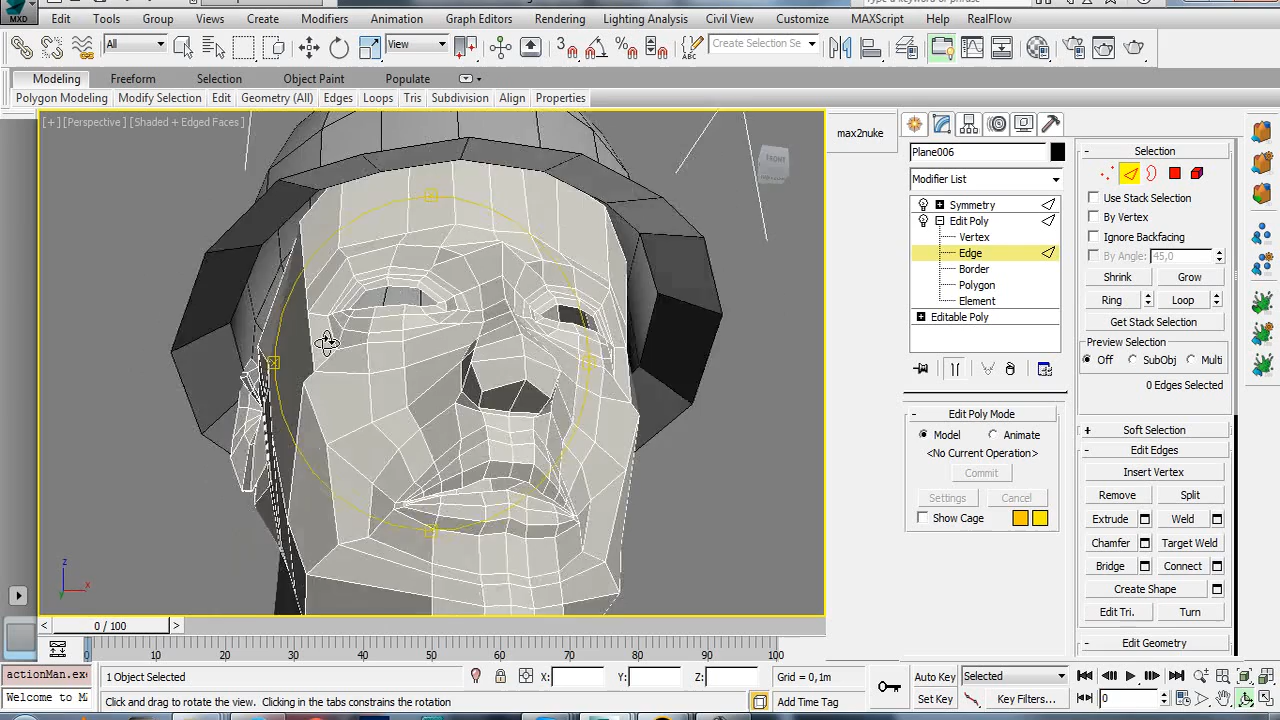 MXD
Edit Tools Group Views Create Modifiers Animation Graph Editors Rendering Lighting Analysis Civil View Customize MAXScript Help RealFlow
All View 3 Create Selection Se
ABC
Modeling Freeform Selection Object Paint Populate
Polygon Modeling Modify Selection Edit Geometry (All) Edges Loops Tris Subdivision Align Properties
[+] [Perspective] [Shaded + Edged Faces]
FRONT
z
x
max2nuke
Plane006
Modifier List
Symmetry
Edit Poly
Vertex
Edge
Border
Polygon
Element
Editable Poly
- Edit Poly Mode
Model Animate
<No Current Operation>
Commit
Settings Cancel
Show Cage
- Selection
Use Stack Selection
By Vertex
Ignore Backfacing
By Angle: 45,0
Shrink Grow
Ring Loop
Get Stack Selection
Preview Selection
Off SubObj Multi
0 Edges Selected
+ Soft Selection
- Edit Edges
Insert Vertex
Remove Split
Extrude Weld
Chamfer Target Weld
Bridge Connect
Create Shape
Edit Tri. Turn
- Edit Geometry
< 0 / 100 >
0 10 20 30 40 50 60 70 80 90 100
actionMan.ex
Welcome to M
1 Object Selected
X: Y: Z: Grid = 0,1m
Click and drag to rotate the view. Clicking in the tabs constrains the rotation
Add Time Tag
Auto Key Selected
Set Key Key Filters...
0